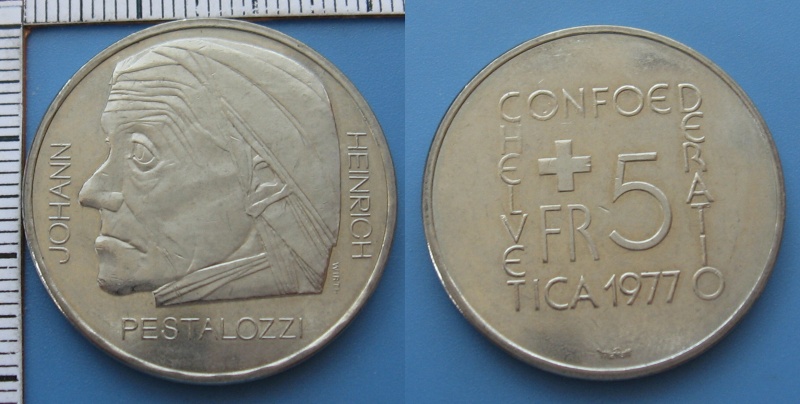 JOHANN
HEINRICH
PESTALOZZI
CONFOEDERATIO
HELVETICA 1977
FR 5